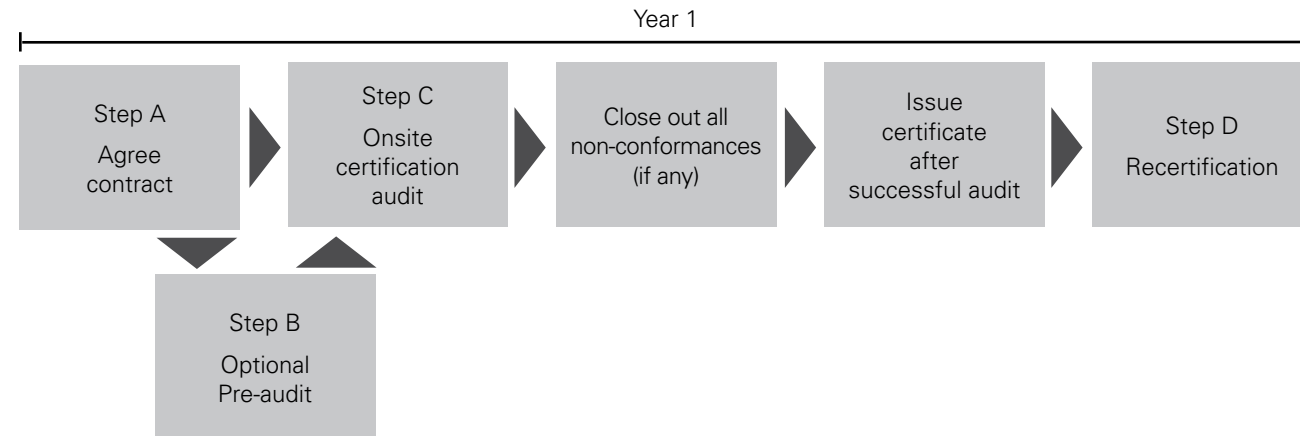 Year 1
Step A
Agree
contract
Step C
Onsite
certification
audit
Close out all
non-conformances
(if any)
Issue
certificate
after
successful audit
Step D
Recertification
Step B
Optional
Pre-audit